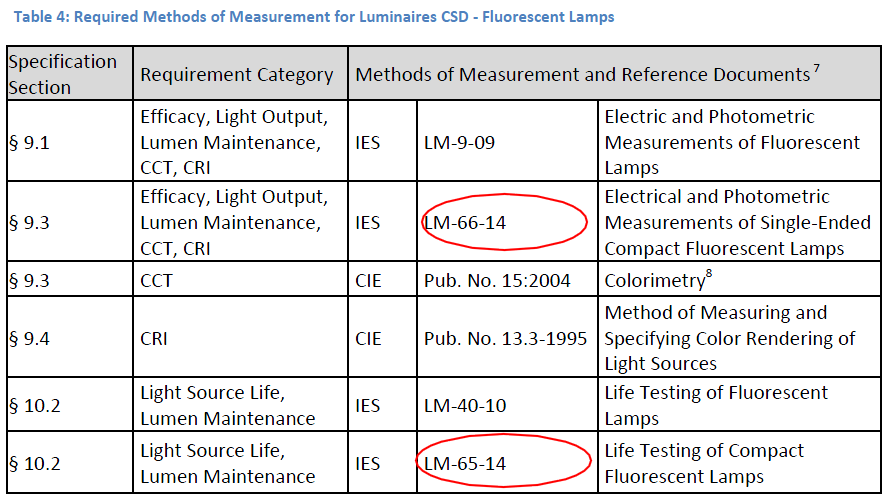 Table 4: Required Methods of Measurement for Luminaires CSD - Fluorescent Lamps
Specification
Section
Requirement Category
Methods of Measurement and Reference Documents 7
§ 9.1
Efficacy, Light Output,
Lumen Maintenance,
CCT, CRI
IES
LM-9-09
Electric and Photometric
Measurements of Fluorescent
Lamps
§ 9.3
Efficacy, Light Output,
Lumen Maintenance,
CCT, CRI
IES
LM-66-14
Electrical and Photometric
Measurements of Single-Ended
Compact Fluorescent Lamps
§ 9.3
CCT
CIE
Pub. No. 15:2004
Colorimetry8
§ 9.4
CRI
CIE
Pub. No. 13.3-1995
Method of Measuring and
Specifying Color Rendering of
Light Sources
§ 10.2
Light Source Life,
Lumen Maintenance
IES
LM-40-10
Life Testing of Fluorescent
Lamps
§ 10.2
Light Source Life,
Lumen Maintenance
IES
LM-65-14
Life Testing of Compact
Fluorescent Lamps